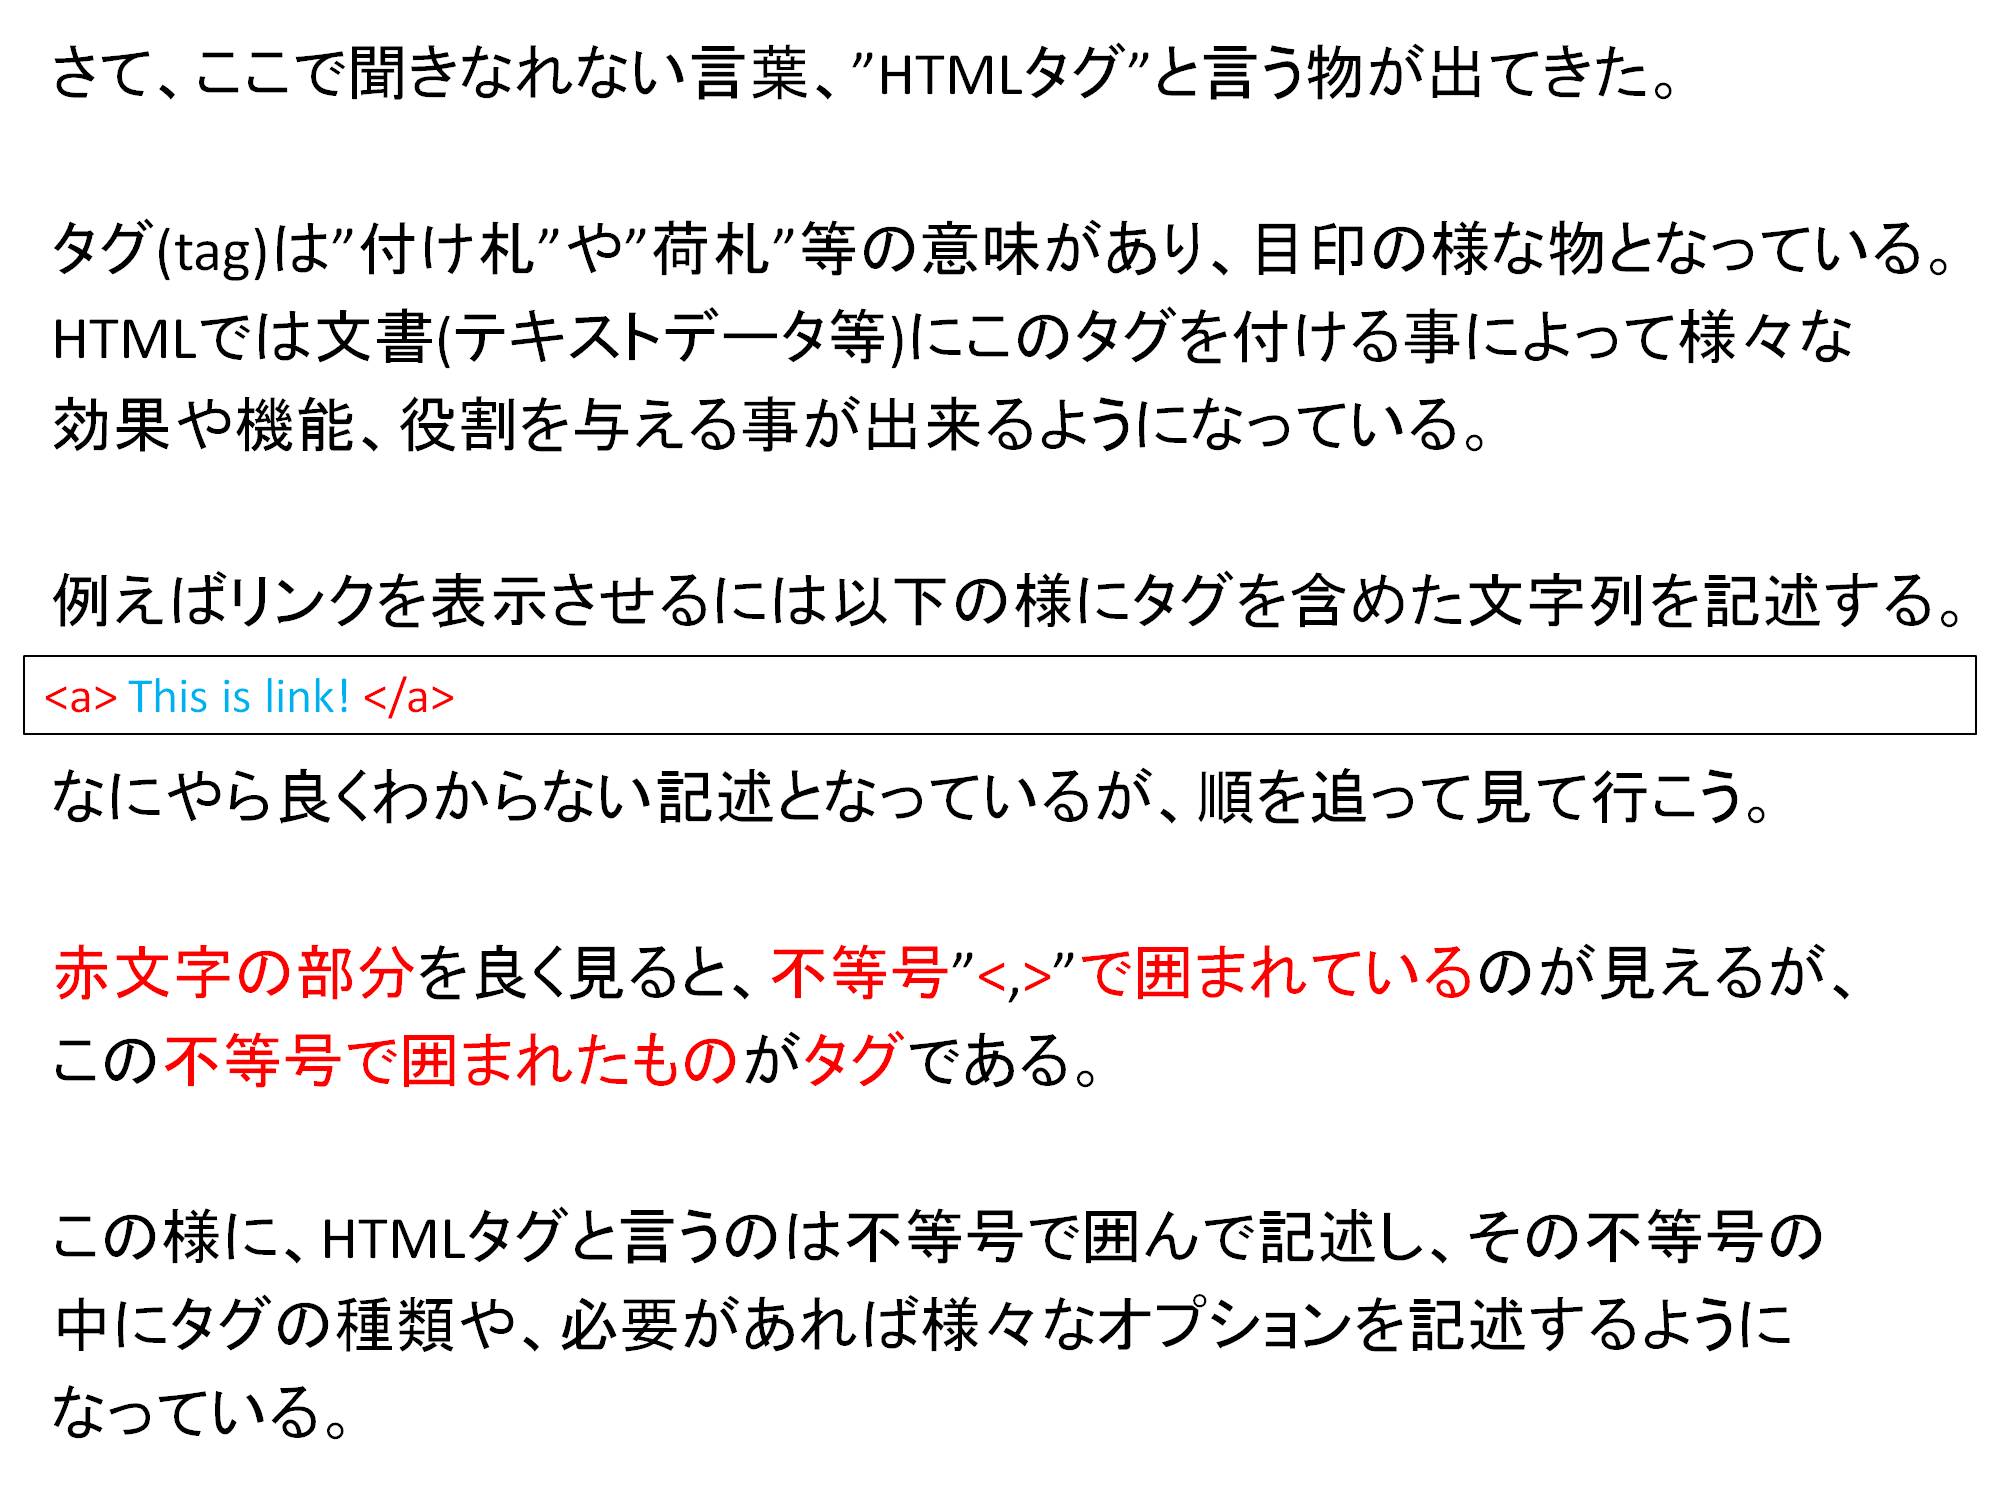 さて、ここで聞きなれない言葉、”HTMLタグ”と言う物が出てきた。
タグ(tag)は”付け札”や”荷札”等の意味があり、目印の様な物となっている。
HTMLでは文書(テキストデータ等)にこのタグを付ける事によって様々な
効果や機能、役割を与える事が出来るようになっている。
例えばリンクを表示させるには以下の様にタグを含めた文字列を記述する。
<a> This is link! </a>
なにやら良くわからない記述となっているが、順を追って見て行こう。
赤文字の部分を良く見ると、不等号”<,>”で囲まれているのが見えるが、
この不等号で囲まれたものがタグである。
この様に、HTMLタグと言うのは不等号で囲んで記述し、その不等号の
中にタグの種類や、必要があれば様々なオプションを記述するように
なっている。